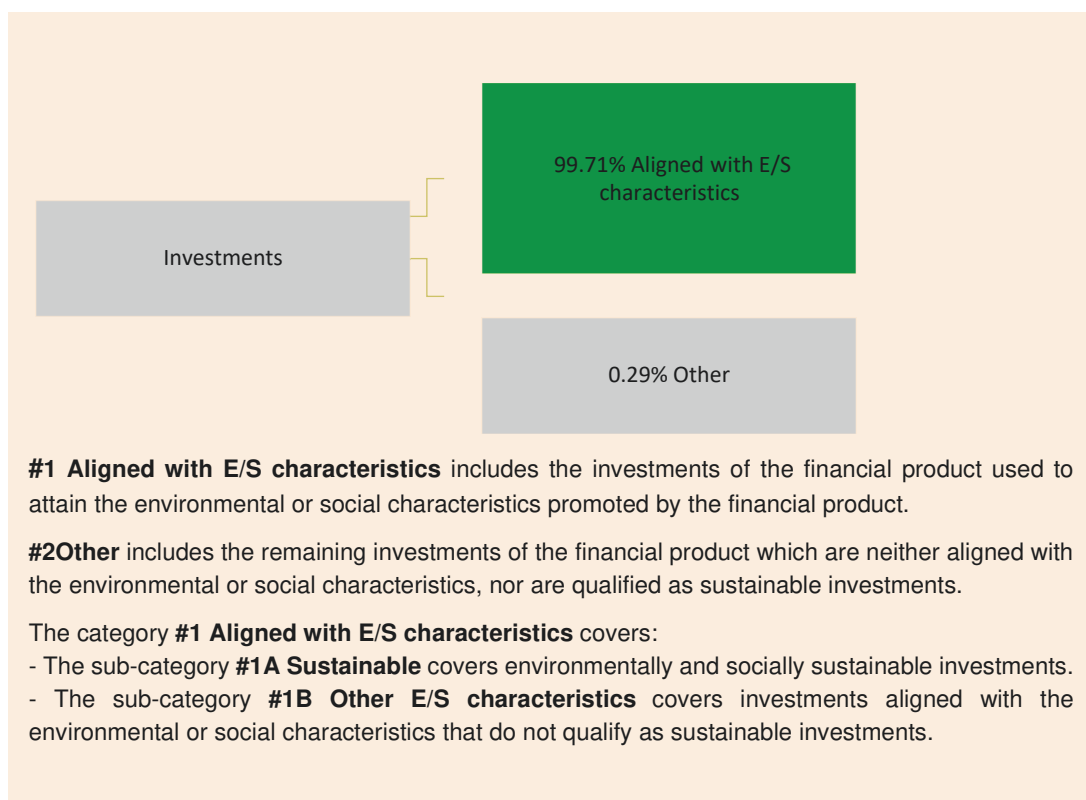 99.71% Aligned with E/S
characteristics
Investments
0.29% Other
#1 Aligned with E/S characteristics includes the investments of the financial product used to
attain the environmental or social characteristics promoted by the financial product.
#2Other includes the remaining investments of the financial product which are neither aligned with
the environmental or social characteristics, nor are qualified as sustainable investments.
The category #1 Aligned with E/S characteristics covers:
- The sub-category #1A Sustainable covers environmentally and socially sustainable investments.
- The sub-category #1B Other E/S characteristics covers investments aligned with the
environmental or social characteristics that do not qualify as sustainable investments.